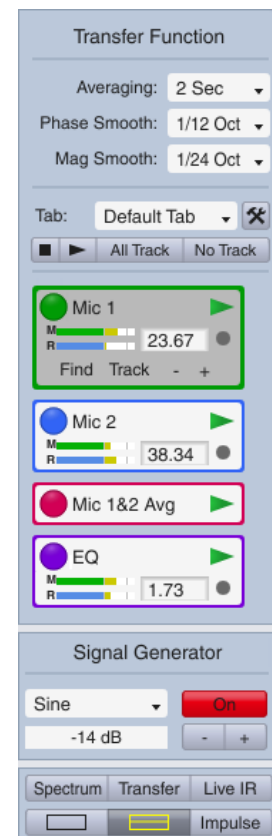 Transfer Function
Averaging: 2 Sec
Phase Smooth: 1/12 Oct
Mag Smooth: 1/24 Oct
Tab: Default Tab
All Track No Track
Mic 1
M
R 23.67
Find Track - +
Mic 2
M
R 38.34
Mic 1&2 Avg
EQ
M
R 1.73
Signal Generator
Sine On
-14 dB - +
Spectrum Transfer Live IR
Impulse